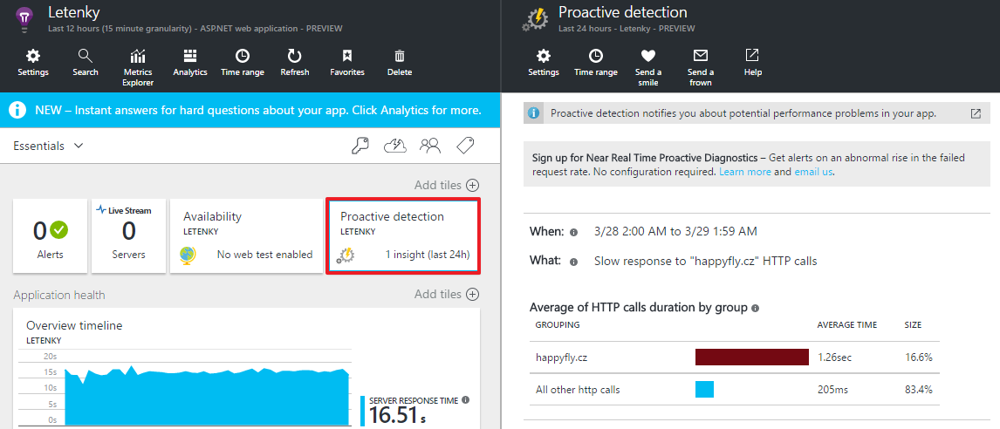 Letenky
Last 12 hours (15 minute granularity) - ASP.NET web application - PREVIEW
Settings
Search
Metrics
Explorer
Analytics
Time range
Refresh
Favorites
Delete
NEW – Instant answers for hard questions about your app. Click Analytics for more.
Essentials
Add tiles
0
Alerts
Live Stream
0
Servers
Availability
LETENKY
No web test enabled
Proactive detection
LETENKY
1 insight (last 24h)
Application health
Add tiles
Overview timeline
LETENKY
20s
15s
10s
5s
0s
SERVER RESPONSE TIME
16.51 s
Proactive detection
Last 24 hours - Letenky - PREVIEW
Settings
Time range
Send a
smile
Send a
frown
Help
Proactive detection notifies you about potential performance problems in your app.
Sign up for Near Real Time Proactive Diagnostics – Get alerts on an abnormal rise in the failed
request rate. No configuration required. Learn more and email us.
When: 3/28 2:00 AM to 3/29 1:59 AM
What: Slow response to "happyfly.cz" HTTP calls
Average of HTTP calls duration by group
GROUPING AVERAGE TIME SIZE
happyfly.cz 1.26sec 16.6%
All other http calls 205ms 83.4%